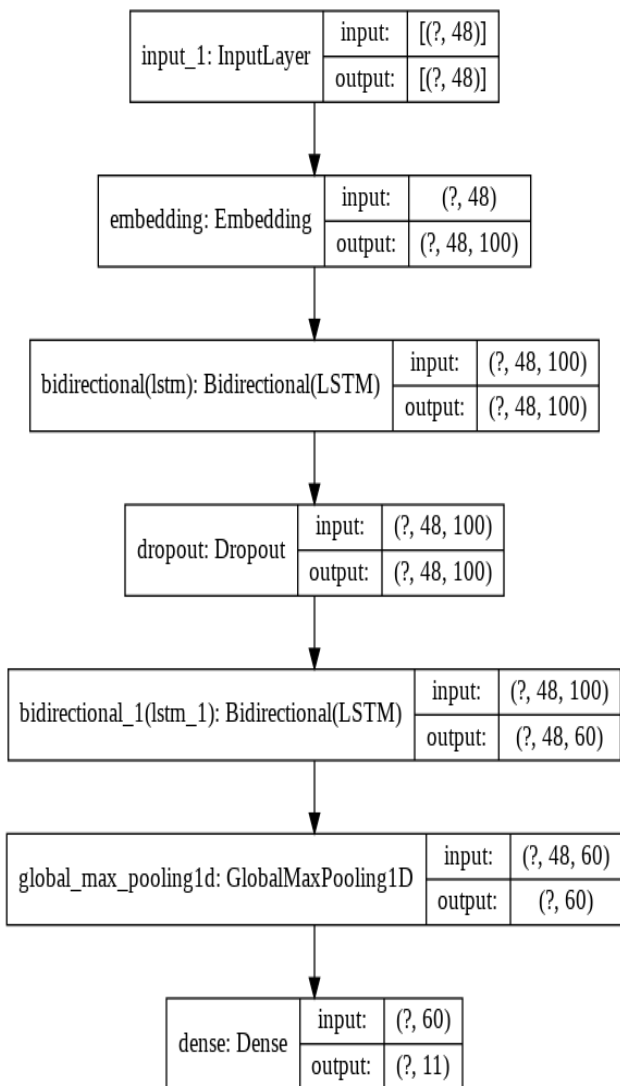 input_1: InputLayer
input: [(?, 48)]
output: [(?, 48)]
embedding: Embedding
input: (?, 48)
output: (?, 48, 100)
bidirectional(lstm): Bidirectional(LSTM)
input: (?, 48, 100)
output: (?, 48, 100)
dropout: Dropout
input: (?, 48, 100)
output: (?, 48, 100)
bidirectional_1(lstm_1): Bidirectional(LSTM)
input: (?, 48, 100)
output: (?, 48, 60)
global_max_pooling1d: GlobalMaxPooling1D
input: (?, 48, 60)
output: (?, 60)
dense: Dense
input: (?, 60)
output: (?, 11)